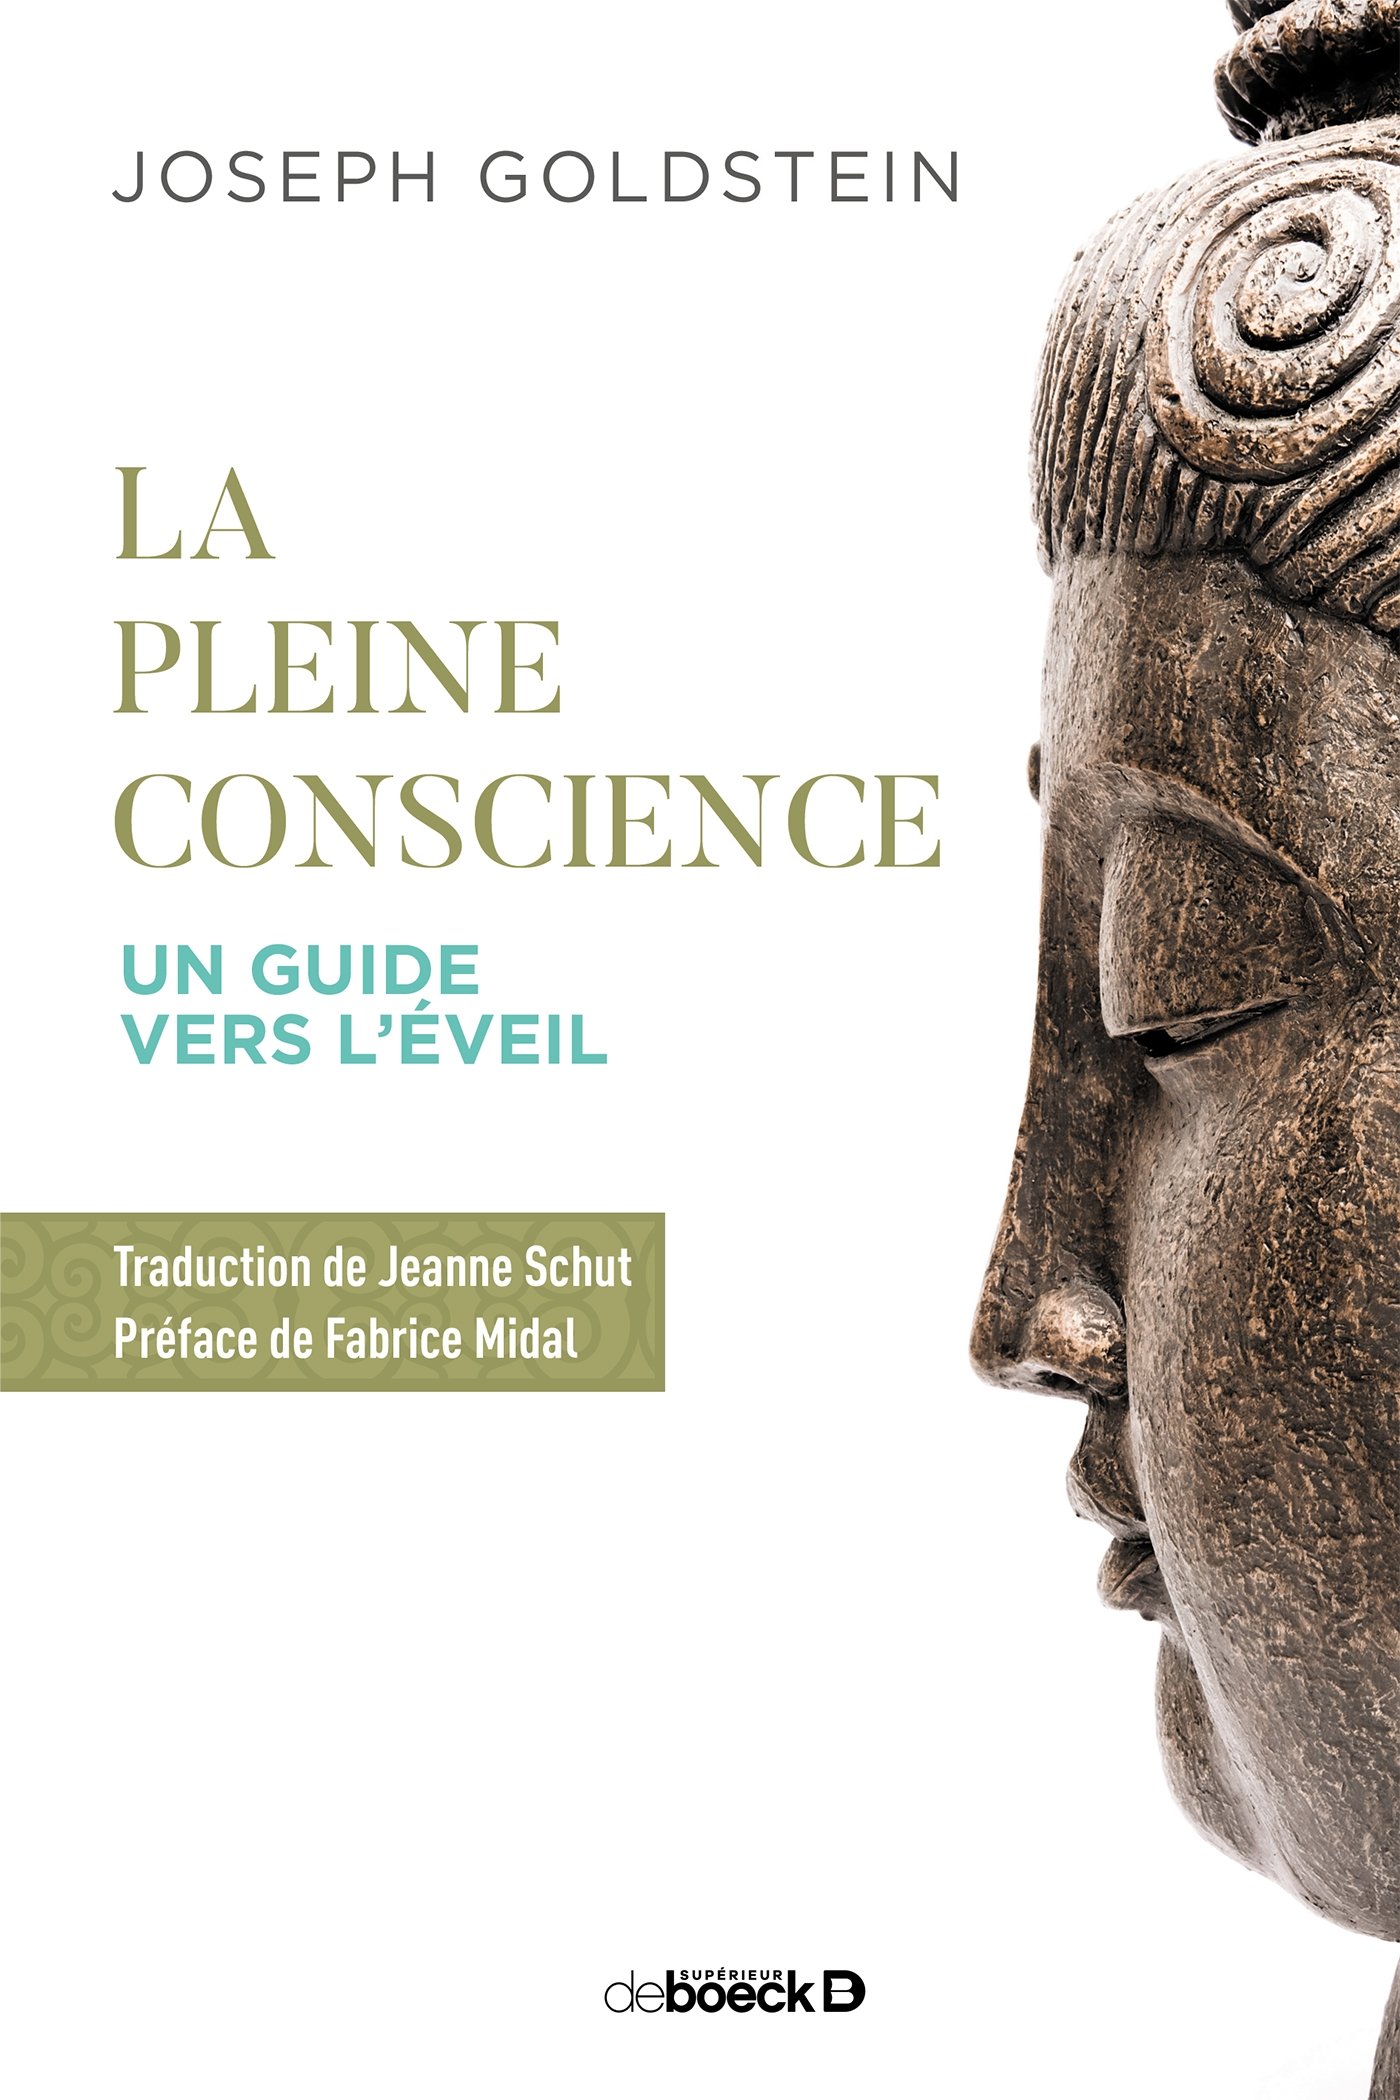 JOSEPH GOLDSTEIN
LA
PLEINE
CONSCIENCE
UN GUIDE
VERS L'ÉVEIL
Traduction de Jeanne Schut
Préface de Fabrice Midal
SUPÉRIEUR
deboeck B